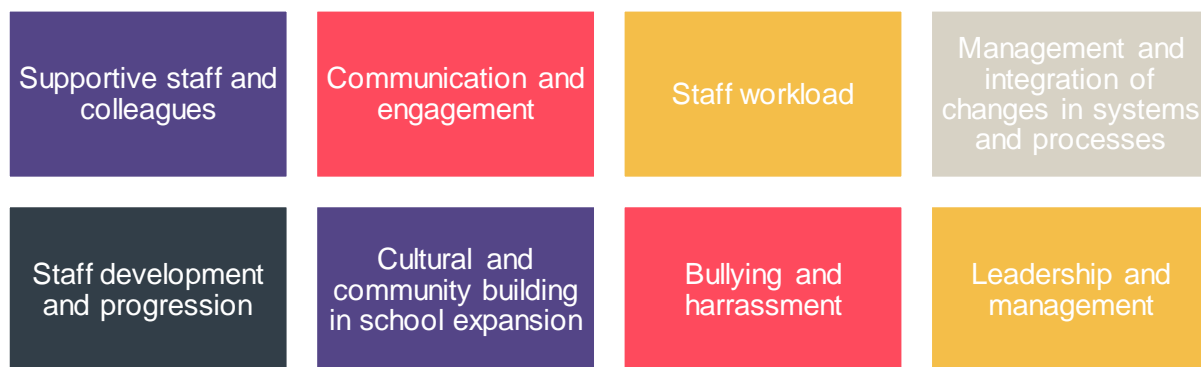 Supportive staff and
colleagues
Communication and
engagement
Staff workload
Management and
integration of
changes in systems
and processes
Staff development
and progression
Cultural and
community building
in school expansion
Bullying and
harrassment
Leadership and
management